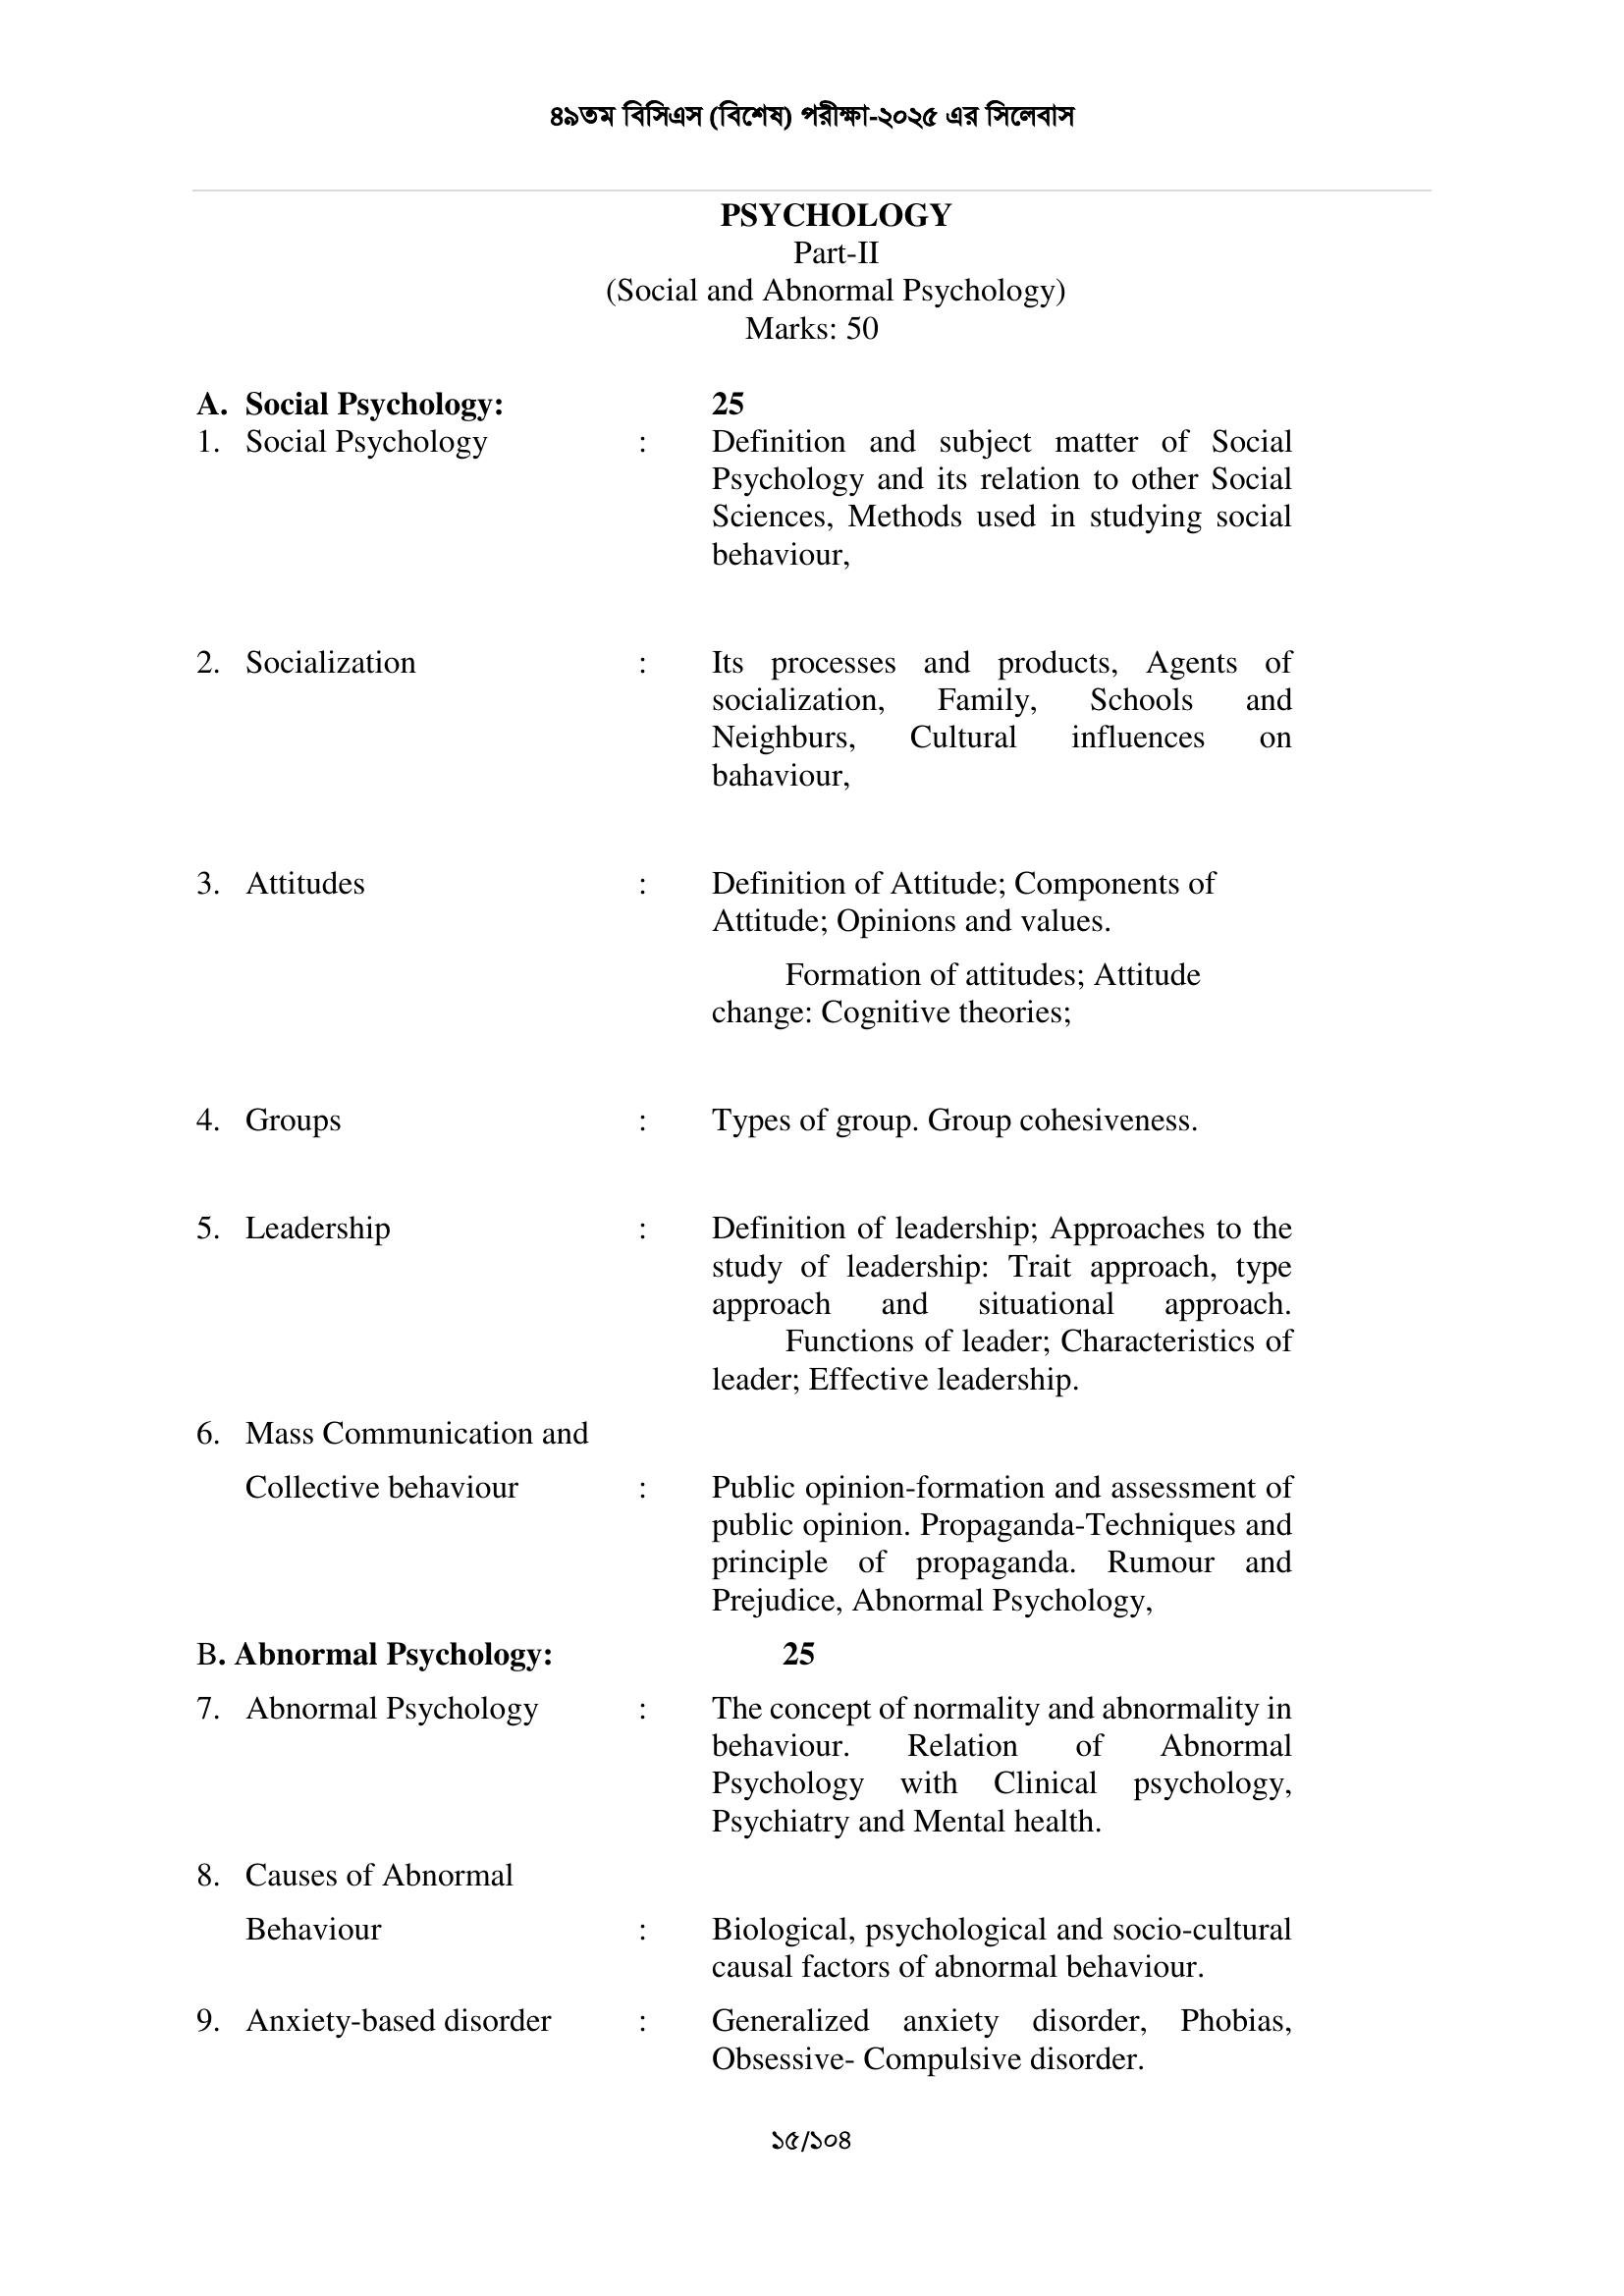 ৪৯তম বিসিএস (বিশেষ) পরীক্ষা-২০২৫ এর সিলেবাস
PSYCHOLOGY
Part-II
(Social and Abnormal Psychology)
Marks: 50
A. Social Psychology: 25
1. Social Psychology : Definition and subject matter of Social
Psychology and its relation to other Social
Sciences, Methods used in studying social
behaviour,
2. Socialization : Its processes and products, Agents of
socialization, Family, Schools and
Neighburs, Cultural influences on
bahaviour,
3. Attitudes : Definition of Attitude; Components of
Attitude; Opinions and values.
Formation of attitudes; Attitude
change: Cognitive theories;
4. Groups : Types of group. Group cohesiveness.
5. Leadership : Definition of leadership; Approaches to the
study of leadership: Trait approach, type
approach and situational approach.
Functions of leader; Characteristics of
leader; Effective leadership.
6. Mass Communication and
Collective behaviour : Public opinion-formation and assessment of
public opinion. Propaganda-Techniques and
principle of propaganda. Rumour and
Prejudice, Abnormal Psychology,
B. Abnormal Psychology: 25
7. Abnormal Psychology : The concept of normality and abnormality in
behaviour. Relation of Abnormal
Psychology with Clinical psychology,
Psychiatry and Mental health.
8. Causes of Abnormal
Behaviour : Biological, psychological and socio-cultural
causal factors of abnormal behaviour.
9. Anxiety-based disorder : Generalized anxiety disorder, Phobias,
Obsessive- Compulsive disorder.
১৫/১০৪